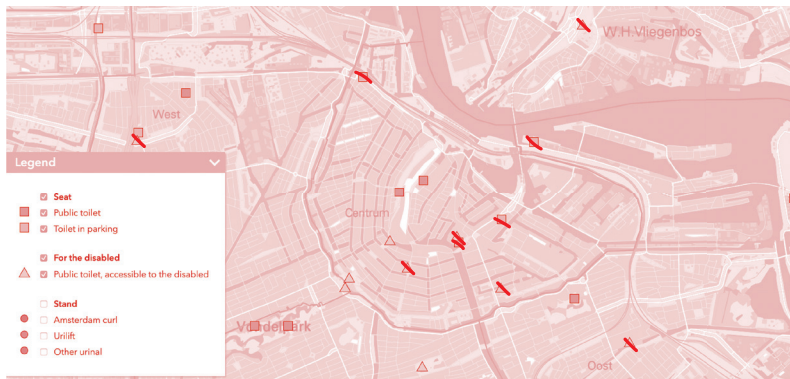 W.H.Vliegenbos
West
Legend
Seat
Public toilet
Toilet in parking
Centrum
For the disabled
Public toilet, accessible to the disabled
Stand
Amsterdam curl
Urilift
Other urinal
Vondelpark
Oost